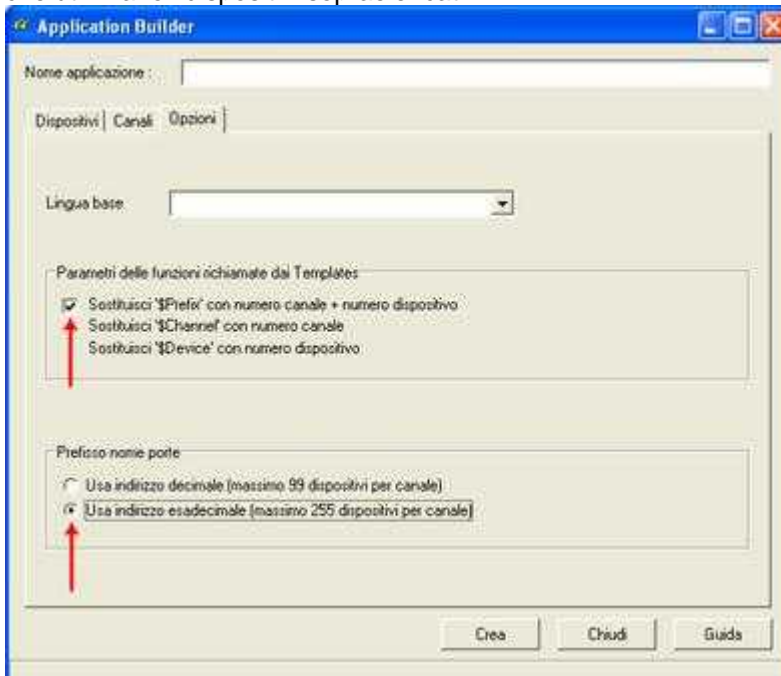 Application Builder
Nome applicazione :
Dispositivi Canali Opzioni
Lingua base
Parametri delle funzioni richiamate dai Templates
Sostituisci '$Prefix' con numero canale + numero dispositivo
Sostituisci '$Channel' con numero canale
Sostituisci '$Device' con numero dispositivo
Prefisso nome porte
Usa indirizzo decimale (massimo 99 dispositivi per canale)
Usa indirizzo esadecimale (massimo 255 dispositivi per canale)
Crea Chiudi Guida